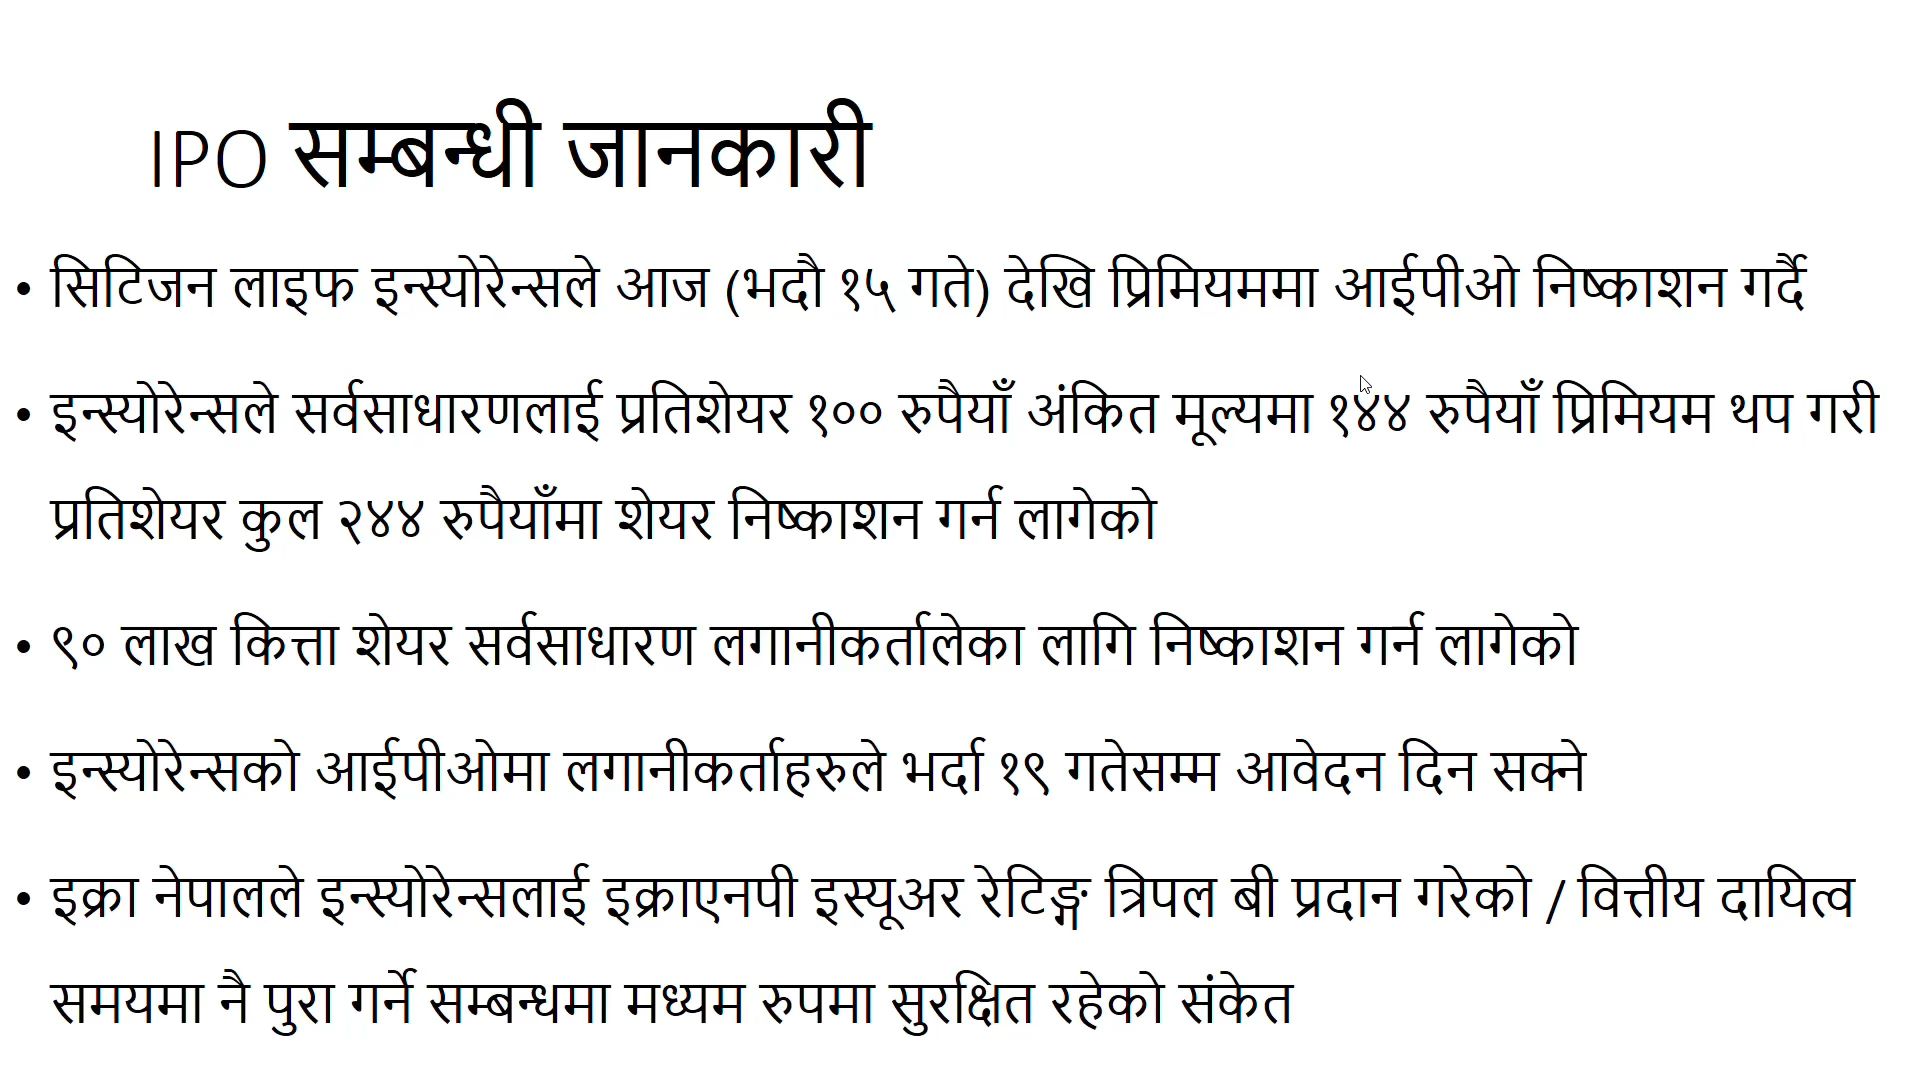 IPO सम्बन्धी जानकारी
• सिटिजन लाइफ इन्स्योरेन्सले आज (भदौ १५ गते) देखि प्रिमियममा आईपीओ निष्काशन गर्दै
• इन्स्योरेन्सले सर्वसाधारणलाई प्रतिशेयर १०० रुपैयाँ अंकित मूल्यमा १४४ रुपैयाँ प्रिमियम थप गरी
प्रतिशेयर कुल २४४ रुपैयाँमा शेयर निष्काशन गर्न लागेको
• ९० लाख कित्ता शेयर सर्वसाधारण लगानीकर्तालेका लागि निष्काशन गर्न लागेको
• इन्स्योरेन्सको आईपीओमा लगानीकर्ताहरुले भर्दा १९ गतेसम्म आवेदन दिन सक्ने
• इक्रा नेपालले इन्स्योरेन्सलाई इक्राएनपी इस्यूअर रेटिङ्ग त्रिपल बी प्रदान गरेको / वित्तीय दायित्व
समयमा नै पुरा गर्ने सम्बन्धमा मध्यम रुपमा सुरक्षित रहेको संकेत